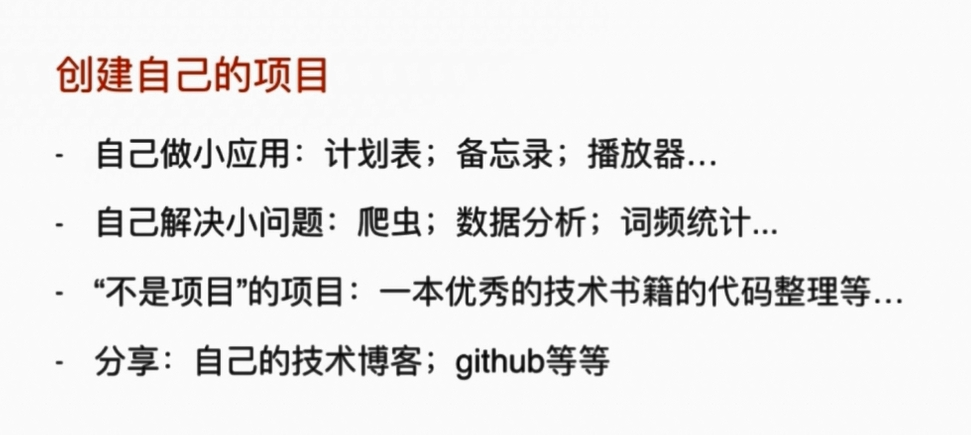 创建自己的项目
- 自己做小应用：计划表；备忘录；播放器…
- 自己解决小问题：爬虫；数据分析；词频统计...
- “不是项目”的项目：一本优秀的技术书籍的代码整理等…
- 分享：自己的技术博客；github等等